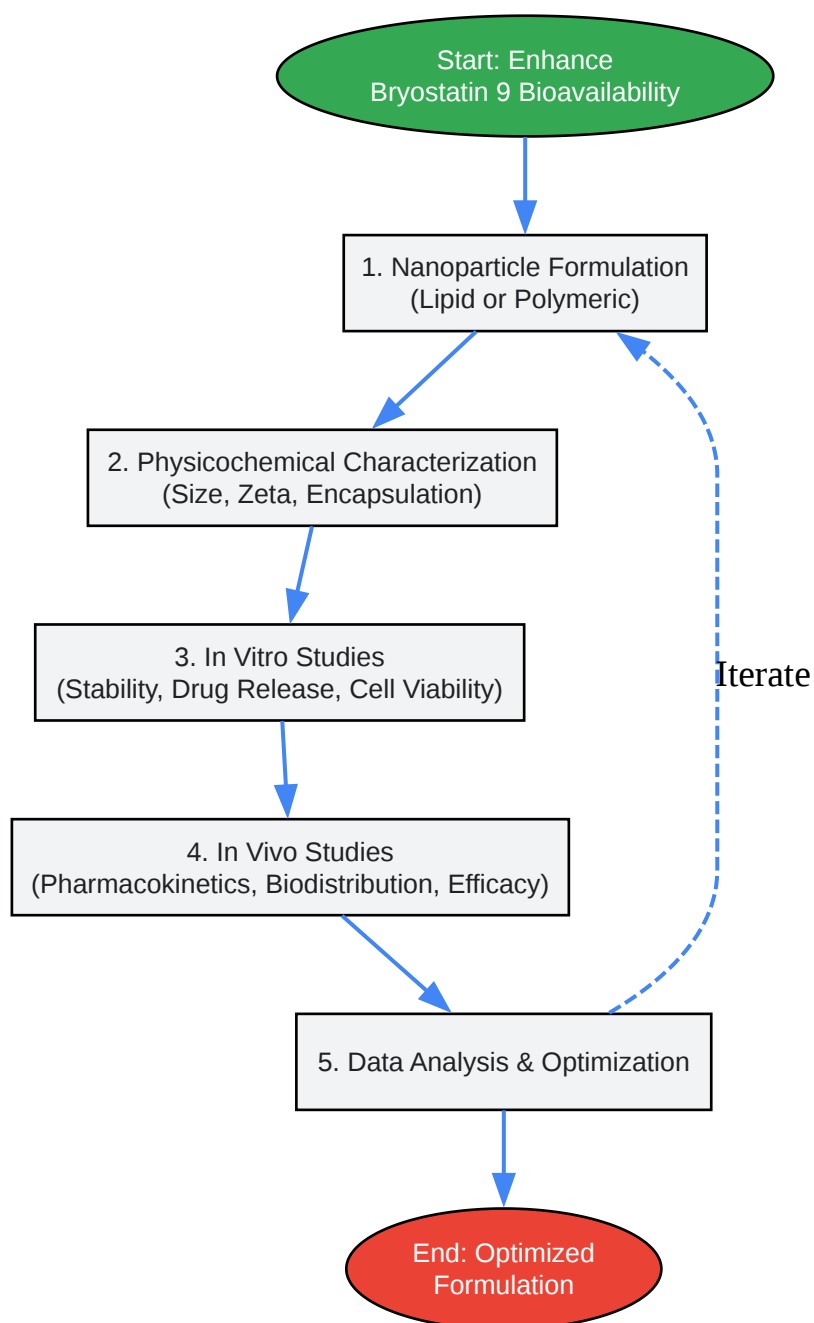 Start: Enhance
Bryostatin 9 Bioavailability
1. Nanoparticle Formulation
(Lipid or Polymeric)
2. Physicochemical Characterization
(Size, Zeta, Encapsulation)
3. In Vitro Studies
(Stability, Drug Release, Cell Viability)
Iterate
4. In Vivo Studies
(Pharmacokinetics, Biodistribution, Efficacy)
5. Data Analysis & Optimization
End: Optimized
Formulation